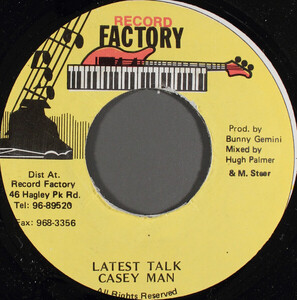 RECORD
FACTORY
Prod. by
Bunny Gemini
Mixed by
Hugh Palmer
& M. Steer
Dist At.
Record Factory
46 Hagley Pk Rd.
Tel: 96-89520
Fax: 968-3356
LATEST TALK
CASEY MAN
All Rights Reserved